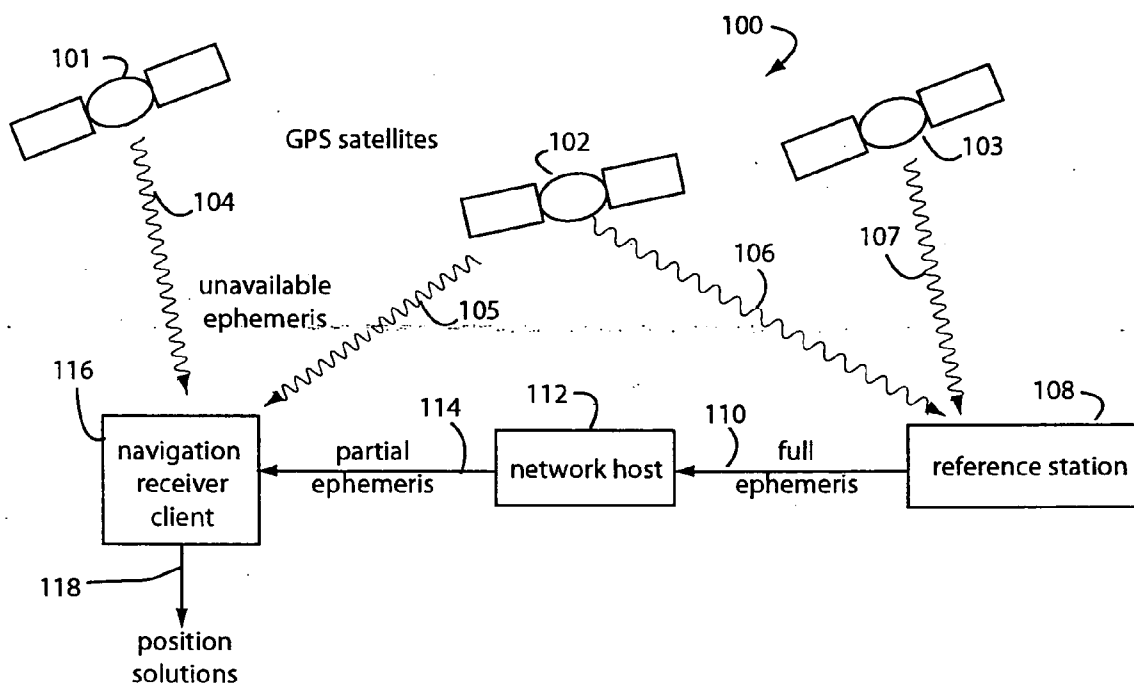 100
101
GPS satellites
102
103
104
106
107
unavailable
ephemeris
105
116
114
112
110
108
navigation
receiver
client
partial
ephemeris
network host
full
ephemeris
reference station
118
position
solutions